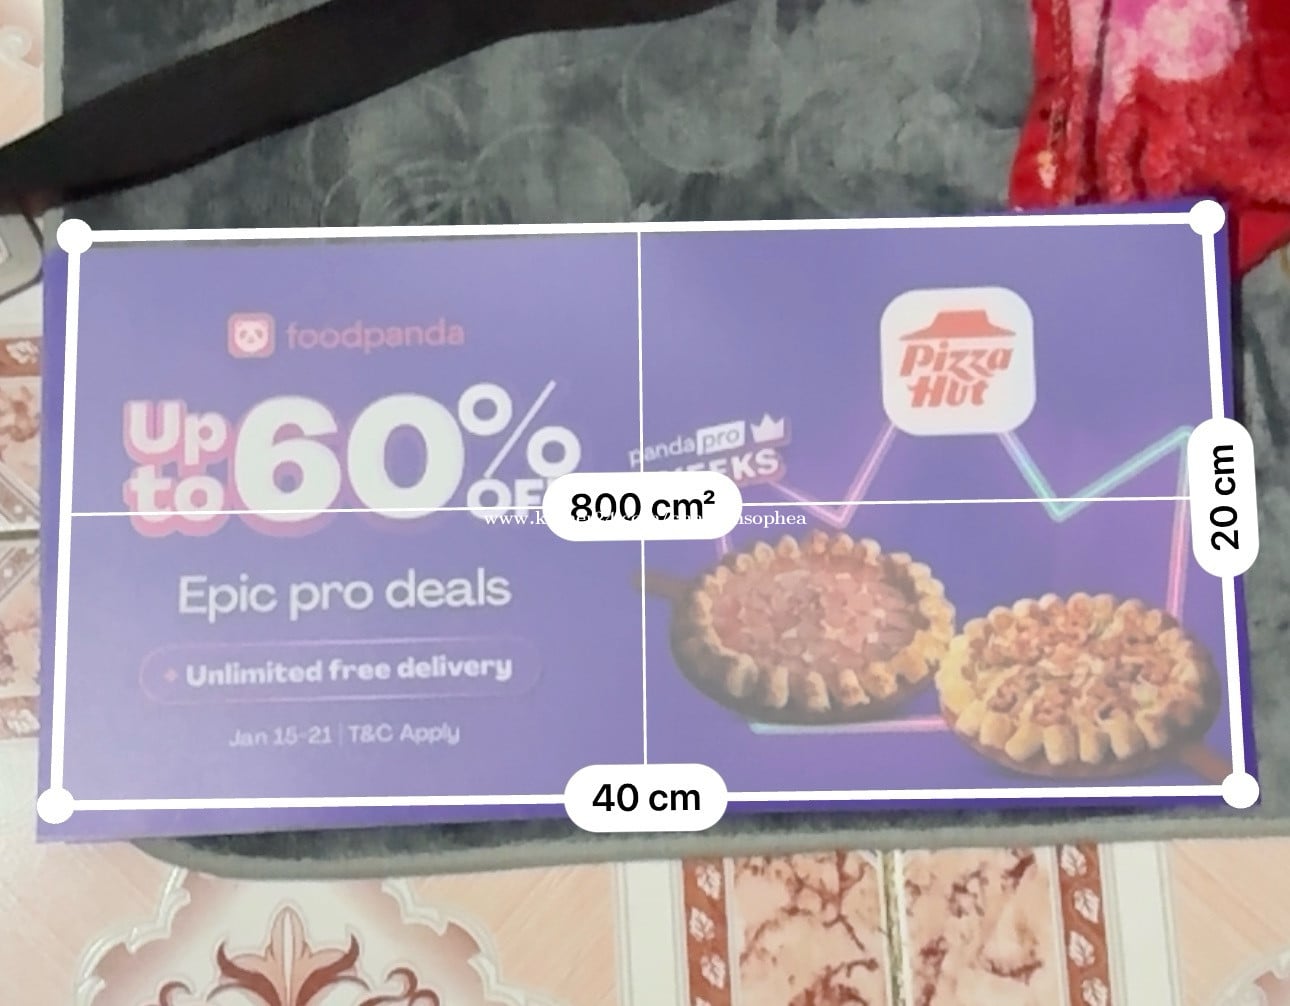 foodpanda
Up to 60%
panda pro
Pizza Hut
800 cm²
20 cm
Epic pro deals
Unlimited free delivery
Jan 15-21 | T&C Apply
40 cm